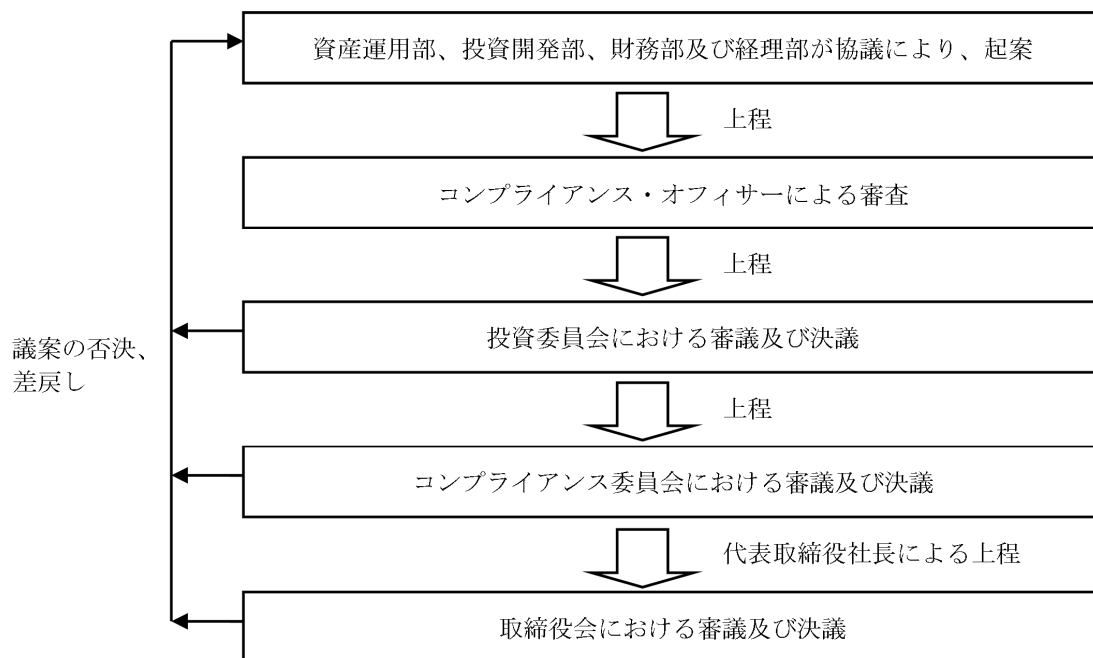 資産運用部、投資開発部、財務部及び経理部が協議により、起案
上程
コンプライアンス・オフィサーによる審査
上程
投資委員会における審議及び決議
議案の否決、
差戻し
上程
コンプライアンス委員会における審議及び決議
代表取締役社長による上程
取締役会における審議及び決議